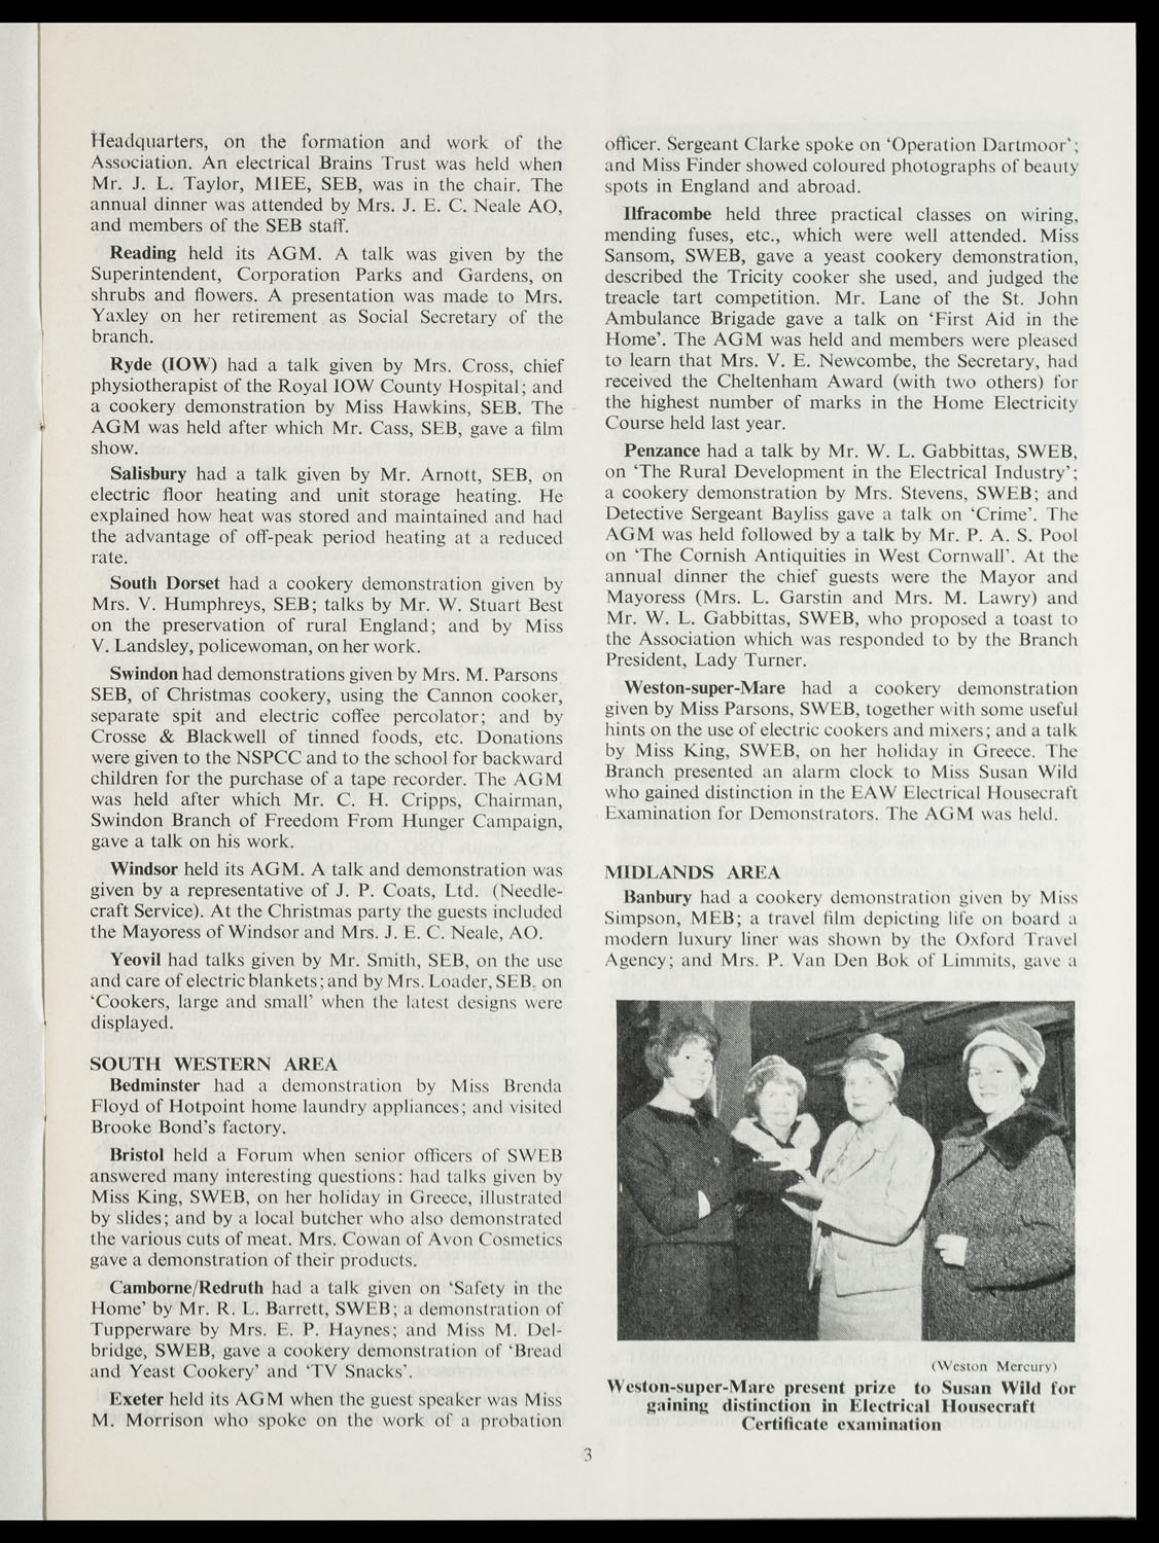 Headquarters, on the formation and work of the
Association. An electrical Brains Trust was held when
Mr. J. L. Taylor, MIEE, SEB, was in the chair. The
annual dinner was attended by Mrs. J. E. C. Neale AO,
and members of the SEB staff.
Reading held its AGM. A talk was given by the
Superintendent, Corporation Parks and Gardens, on
shrubs and flowers. A presentation was made to Mrs.
Yaxley on her retirement as Social Secretary of the
branch.
Ryde (IOW) had a talk given by Mrs. Cross, chief
physiotherapist of the Royal IOW County Hospital; and
a cookery demonstration by Miss Hawkins, SEB. The
AGM was held after which Mr. Cass, SEB, gave a film
show.
Salisbury had a talk given by Mr. Arnott, SEB, on
electric floor heating and unit storage heating. He
explained how heat was stored and maintained and had
the advantage of off-peak period heating at a reduced
rate.
South Dorset had a cookery demonstration given by
Mrs. V. Humphreys, SEB; talks by Mr. W. Stuart Best
on the preservation of rural England; and by Miss
V. Landsley, policewoman, on her work.
Swindon had demonstrations given by Mrs. M. Parsons
SEB, of Christmas cookery, using the Cannon cooker,
separate spit and electric coffee percolator; and by
Crosse & Blackwell of tinned foods, etc. Donations
were given to the NSPCC and to the school for backward
children for the purchase of a tape recorder. The AGM
was held after which Mr. C. H. Cripps, Chairman,
Swindon Branch of Freedom From Hunger Campaign,
gave a talk on his work.
Windsor held its AGM. A talk and demonstration was
given by a representative of J. P. Coats, Ltd. (Needle-
craft Service). At the Christmas party the guests included
the Mayoress of Windsor and Mrs. J. E. C. Neale, AO.
Yeovil had talks given by Mr. Smith, SEB, on the use
and care of electric blankets; and by Mrs. Loader, SEB, on
‘Cookers, large and small’ when the latest designs were
displayed.
SOUTH WESTERN AREA
Bedminster had a demonstration by Miss Brenda
Floyd of Hotpoint home laundry appliances; and visited
Brooke Bond's factory.
Bristol held a Forum when senior officers of SWEB
answered many interesting questions: had talks given by
Miss King, SWEB, on her holiday in Greece, illustrated
by slides; and by a local butcher who also demonstrated
the various cuts of meat. Mrs. Cowan of Avon Cosmetics
gave a demonstration of their products.
Camborne/Redruth had a talk given on ‘Safety in the
Home’ by Mr. R. L. Barrett, SWEB; a demonstration of
Tupperware by Mrs. E. P. Haynes; and Miss M. Del-
bridge, SWEB, gave a cookery demonstration of ‘Bread
and Yeast Cookery’ and ‘TV Snacks’.
Exeter held its AGM when the guest speaker was Miss
M. Morrison who spoke on the work of a probation
officer. Sergeant Clarke spoke on ‘Operation Dartmoor’;
and Miss Finder showed coloured photographs of beauty
spots in England and abroad.
Ilfracombe held three practical classes on wiring,
mending fuses, etc., which were well attended. Miss
Sansom, SWEB, gave a yeast cookery demonstration,
described the Tricity cooker she used, and judged the
treacle tart competition. Mr. Lane of the St. John
Ambulance Brigade gave a talk on ‘First Aid in the
Home’. The AGM was held and members were pleased
to learn that Mrs. V. E. Newcombe, the Secretary, had
received the Cheltenham Award (with two others) for
the highest number of marks in the Home Electricity
Course held last year.
Penzance had a talk by Mr. W. L. Gabbittas, SWEB,
on ‘The Rural Development in the Electrical Industry’;
a cookery demonstration by Mrs. Stevens, SWEB; and
Detective Sergeant Bayliss gave a talk on ‘Crime’. The
AGM was held followed by a talk by Mr. P. A. S. Pool
on ‘The Cornish Antiquities in West Cornwall’. At the
annual dinner the chief guests were the Mayor and
Mayoress (Mrs. L. Garstin and Mrs. M. Lawry) and
Mr. W. L. Gabbittas, SWEB, who proposed a toast to
the Association which was responded to by the Branch
President, Lady Turner.
Weston-super-Mare had a cookery demonstration
given by Miss Parsons, SWEB, together with some useful
hints on the use of electric cookers and mixers; and a talk
by Miss King, SWEB, on her holiday in Greece. The
Branch presented an alarm clock to Miss Susan Wild
who gained distinction in the EAW Electrical Housecraft
Examination for Demonstrators. The AGM was held.
MIDLANDS AREA
Banbury had a cookery demonstration given by Miss
Simpson, MEB; a travel film depicting life on board a
modern luxury liner was shown by the Oxford Travel
Agency; and Mrs. P. Van Den Bok of Limmits, gave a
(Weston Mercury)
Weston-super-Mare present prize to Susan Wild for
gaining distinction in Electrical Housecraft
Certificate examination
3